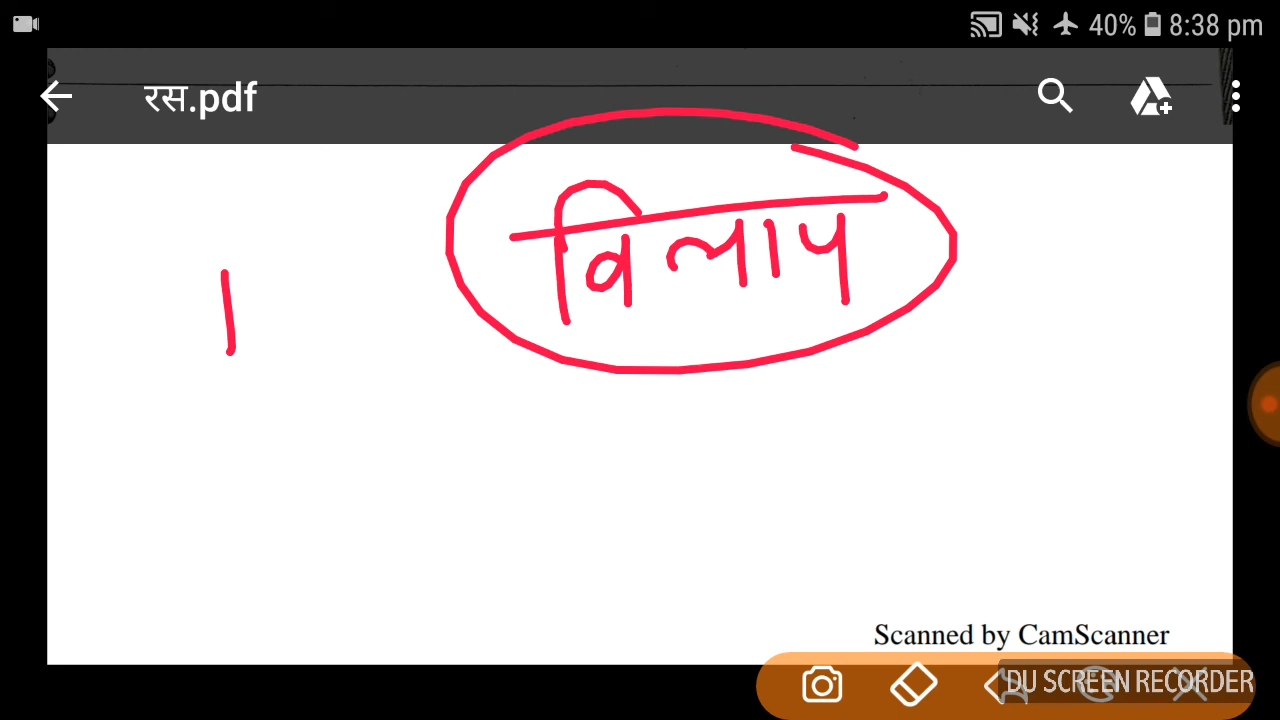 40% 8:38 pm
रस.pdf
विलाप
Scanned by CamScanner
DU SCREEN RECORDER